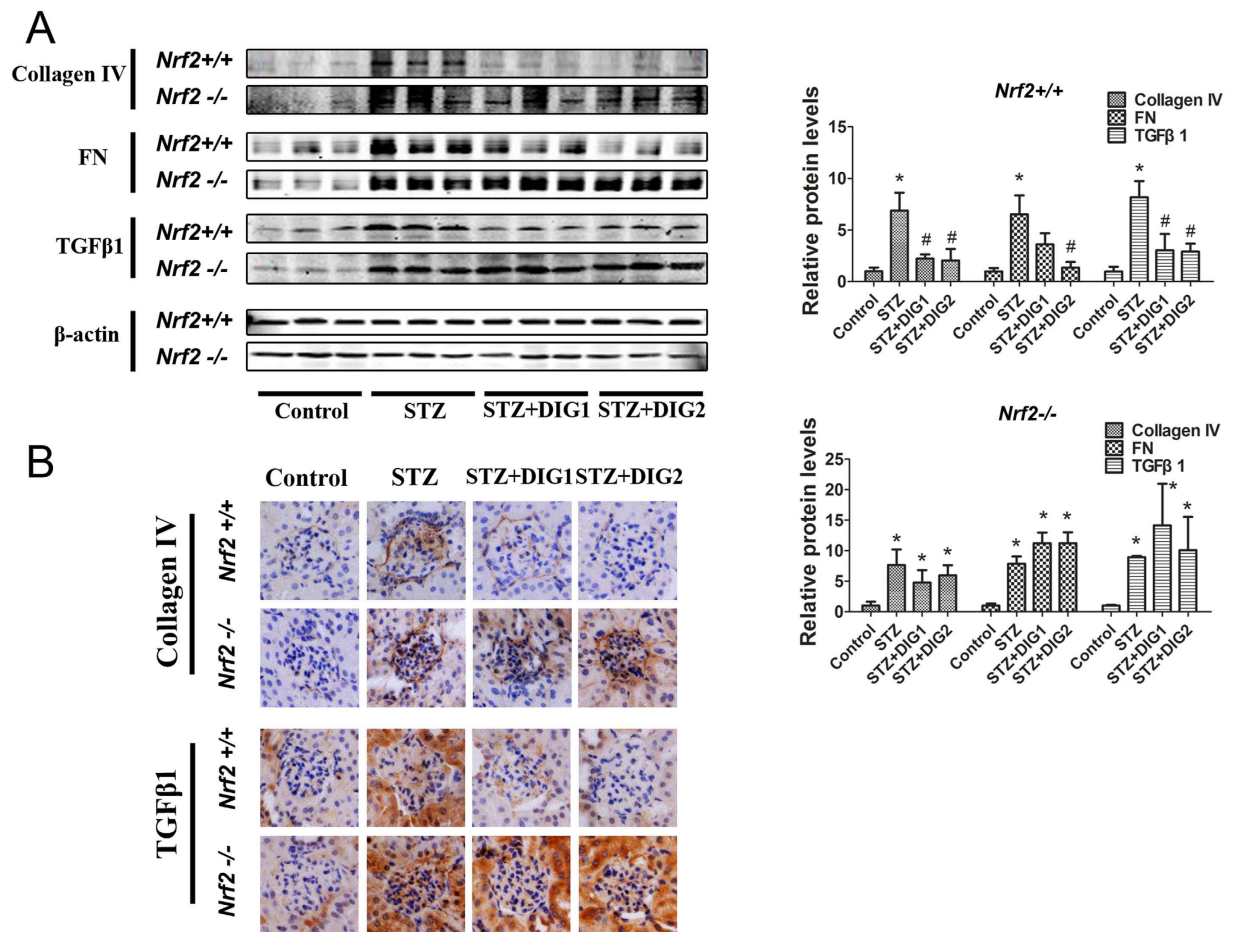 A
Collagen IV
Nrf2+/+
Nrf2 -/-
FN
Nrf2+/+
Nrf2 -/-
TGFβ1
Nrf2+/+
Nrf2 -/-
β-actin
Nrf2+/+
Nrf2 -/-
Control STZ STZ+DIG1 STZ+DIG2
Nrf2+/+
Collagen IV
FN
TGFβ 1
Relative protein levels
15
10
5
0
* # # * # * # #
Control STZ STZ+DIG1 STZ+DIG2 Control STZ STZ+DIG1 STZ+DIG2 Control STZ STZ+DIG1 STZ+DIG2
Nrf2-/-
Collagen IV
FN
TGFβ 1
Relative protein levels
25
20
15
10
5
0
* * * * * * * * *
Control STZ STZ+DIG1 STZ+DIG2 Control STZ STZ+DIG1 STZ+DIG2 Control STZ STZ+DIG1 STZ+DIG2
B
Control STZ STZ+DIG1 STZ+DIG2
Collagen IV
Nrf2 +/+
Nrf2 -/-
TGFβ1
Nrf2 +/+
Nrf2 -/-